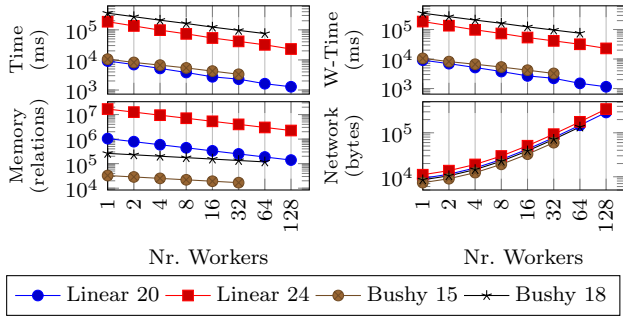 Time
(ms)
10^5
10^4
10^3
W-Time
(ms)
10^5
10^4
10^3
Memory
(relations)
10^7
10^6
10^5
10^4
Network
(bytes)
10^5
10^4
1 2 4 8 16 32 64 128
1 2 4 8 16 32 64 128
Nr. Workers
Nr. Workers
Linear 20 Linear 24 Bushy 15 Bushy 18